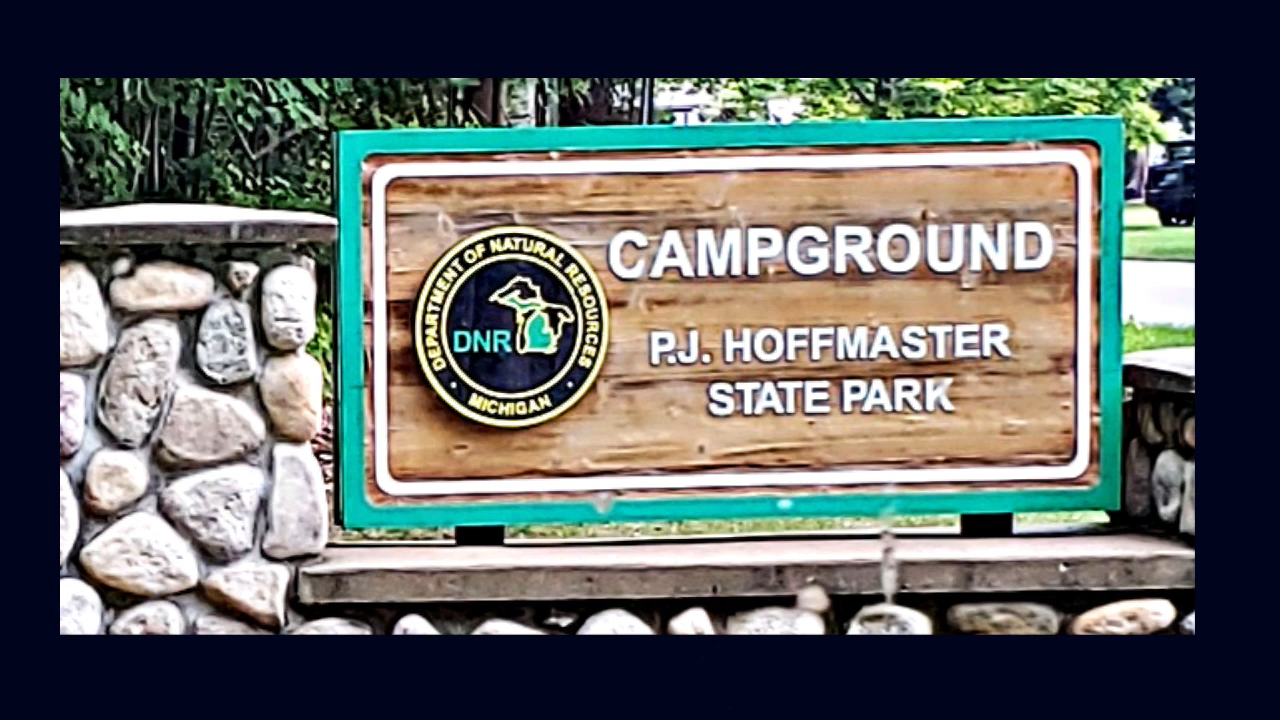 DEPARTMENT OF NATURAL RESOURCES
DNR
• MICHIGAN •
CAMPGROUND
P.J. HOFFMASTER
STATE PARK